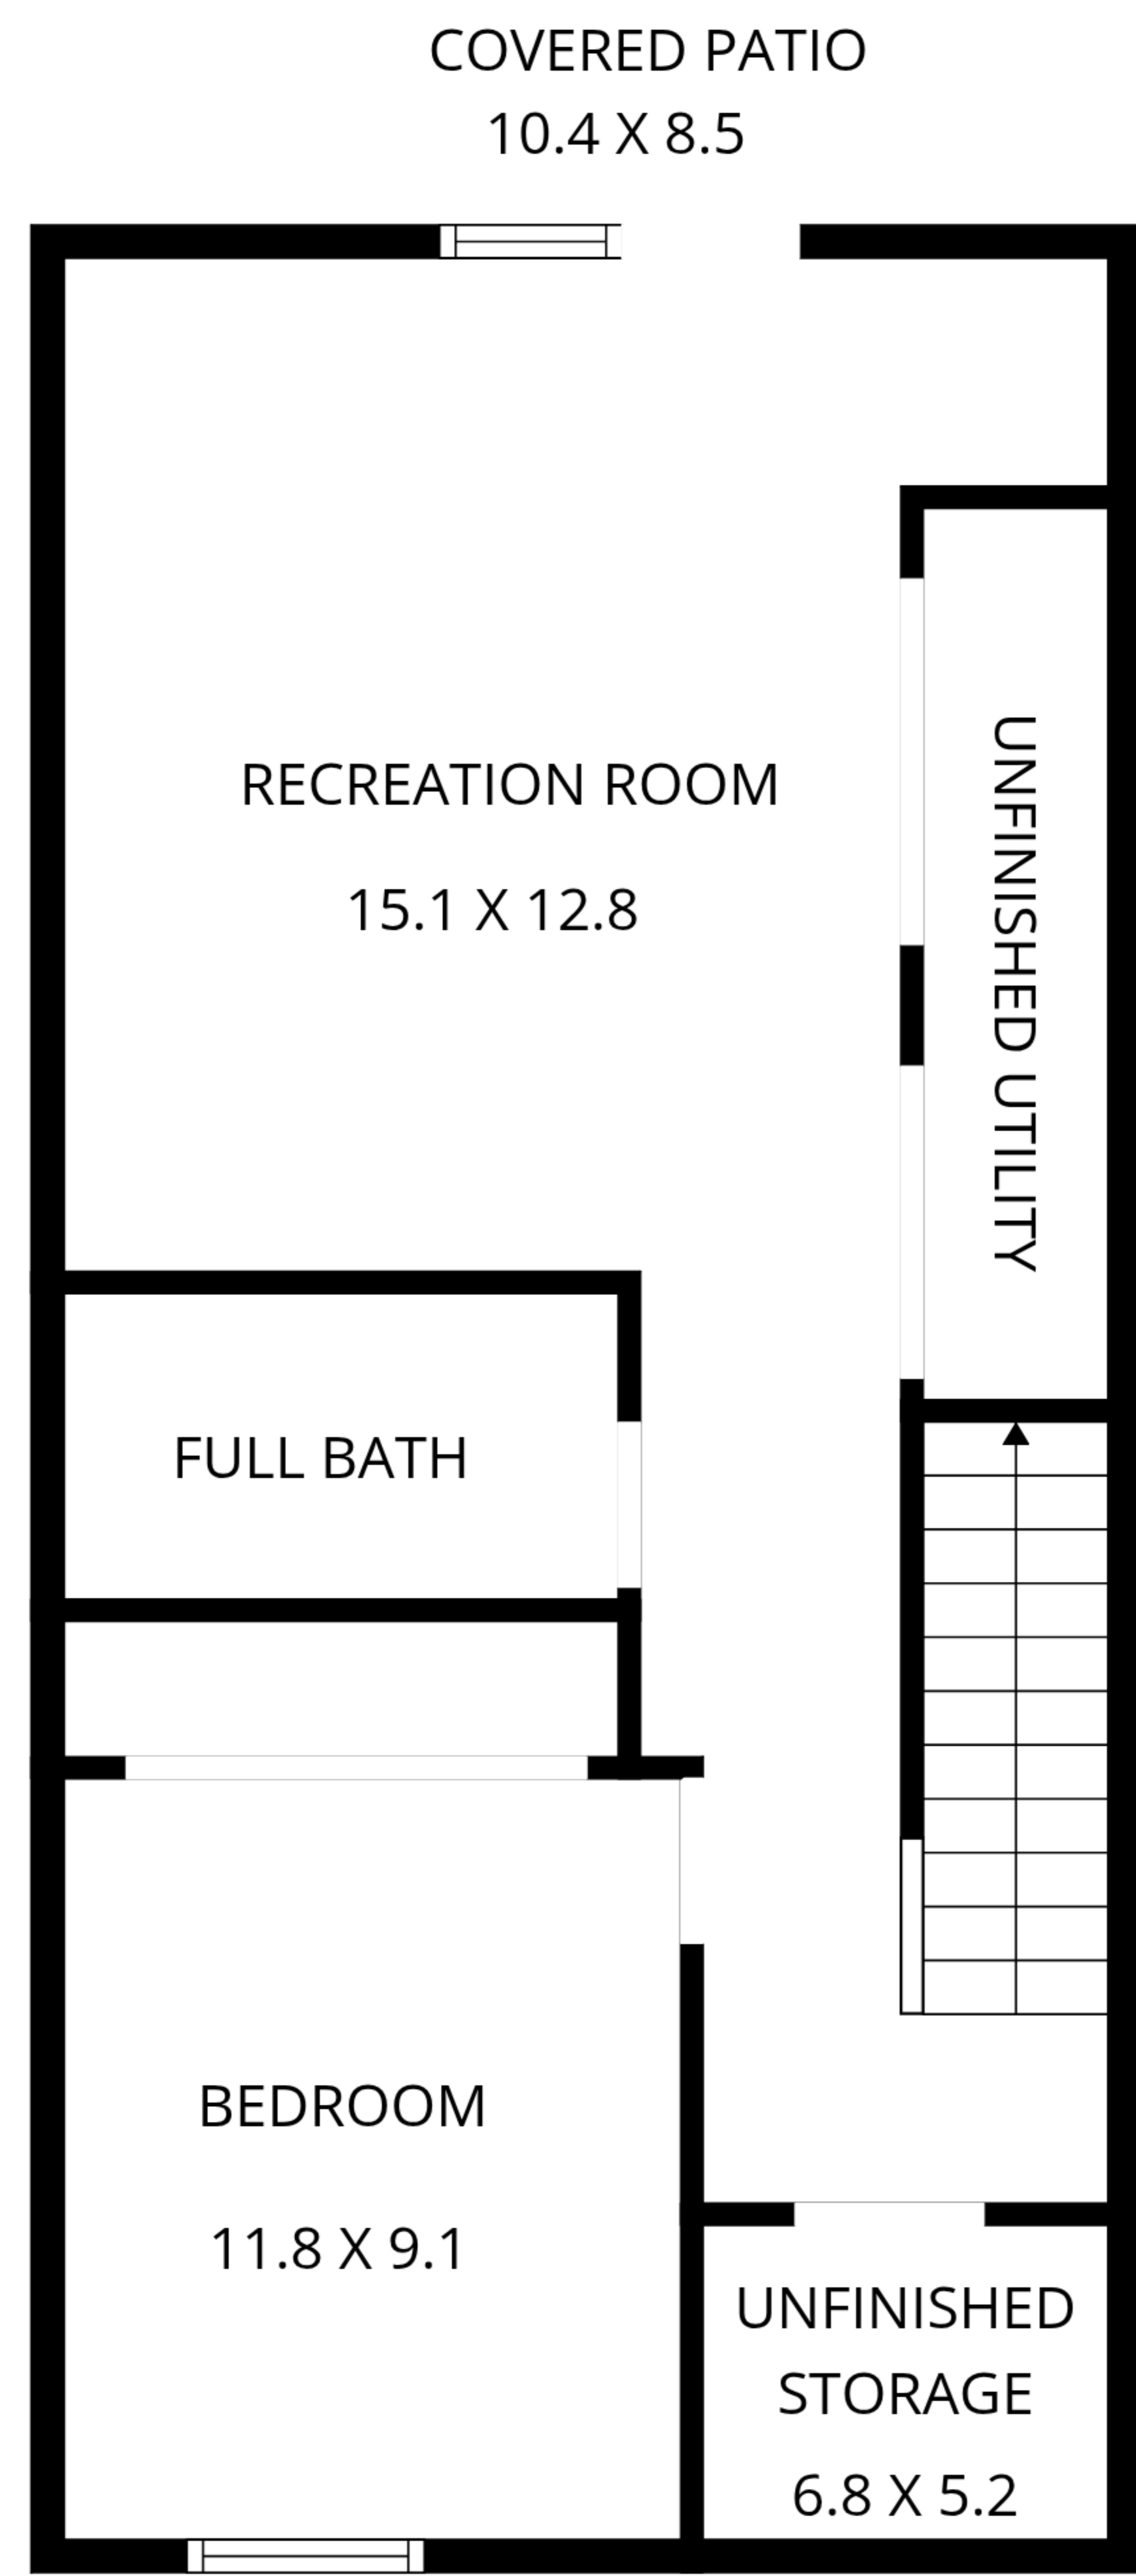 COVERED PATIO
10.4 X 8.5
RECREATION ROOM
15.1 X 12.8
UNFINISHED UTILITY
FULL BATH
BEDROOM
11.8 X 9.1
UNFINISHED
STORAGE
6.8 X 5.2